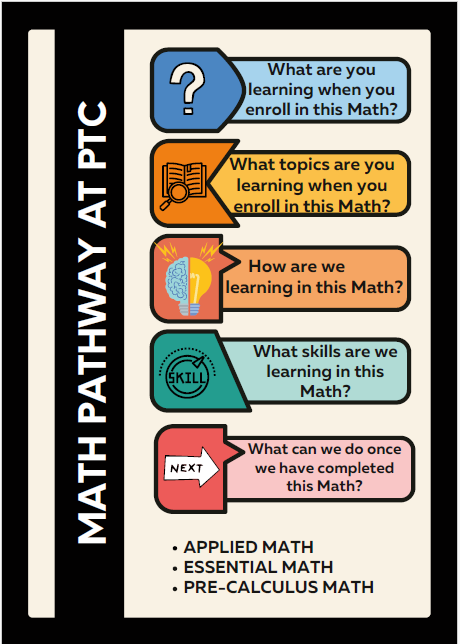 MATH PATHWAY AT PTC
?
What are you
learning when you
enroll in this Math?
What topics are you
learning when you
enroll in this Math?
How are we
learning in this Math?
SKILL
What skills are we
learning in this
Math?
NEXT
What can we do once
we have completed
this Math?
• APPLIED MATH
• ESSENTIAL MATH
• PRE-CALCULUS MATH